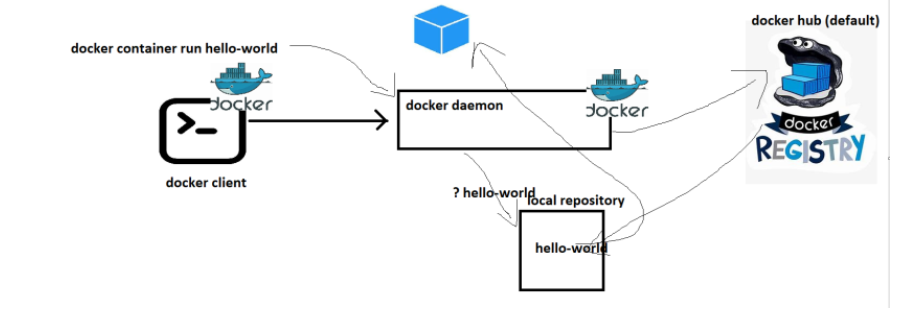 docker hub (default)
docker container run hello-world
docker
docker daemon
docker
docker
REGISTRY
docker client
? hello-world
local repository
hello-world